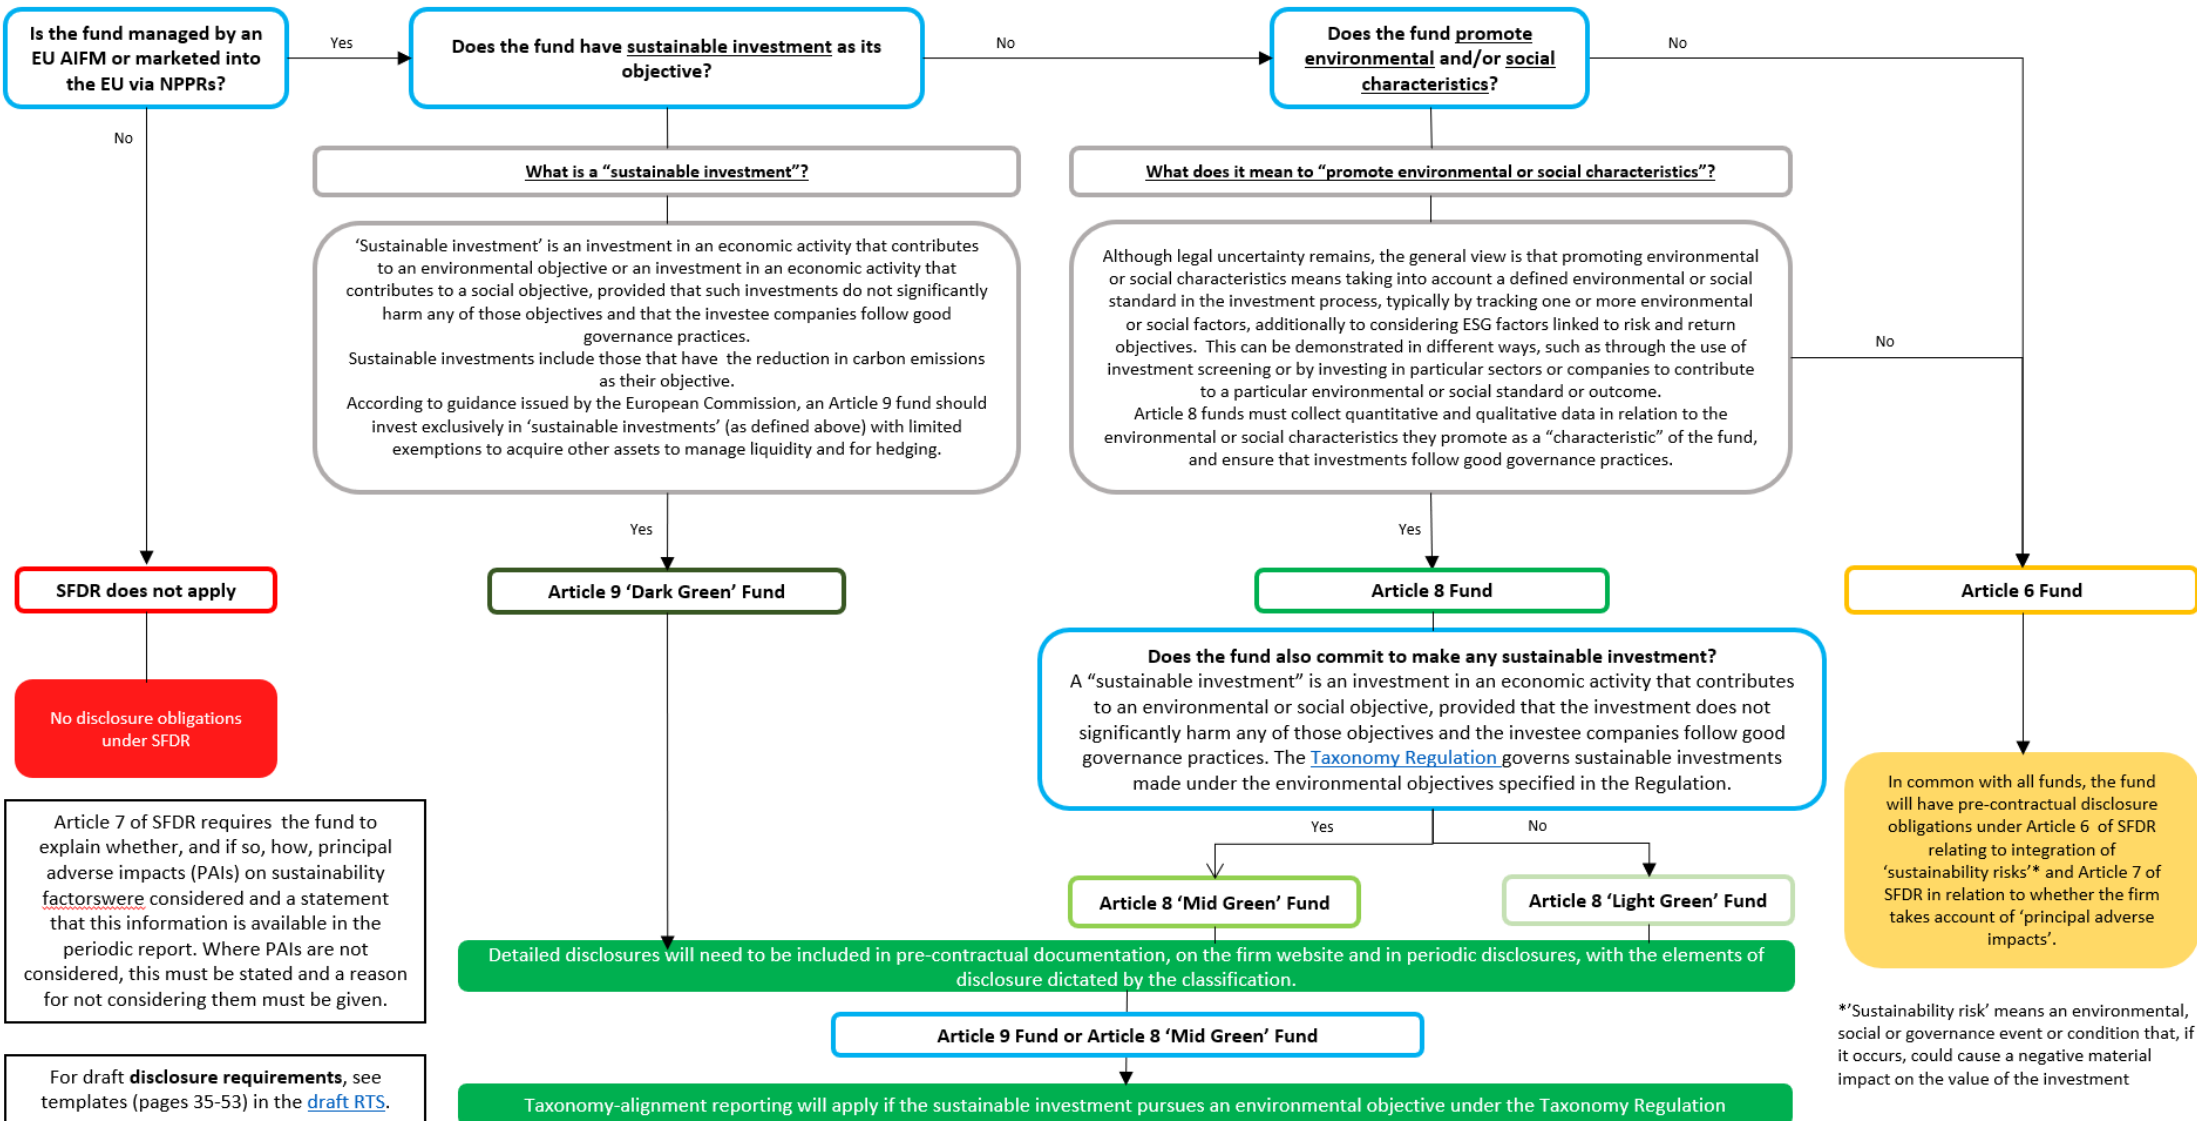 Is the fund managed by an
EU AIFM or marketed into
the EU via NPPRs?
Yes
Does the fund have sustainable investment as its
objective?
No
Does the fund promote
environmental and/or social
characteristics?
No
No
What is a “sustainable investment”?
What does it mean to “promote environmental or social characteristics”?
‘Sustainable investment’ is an investment in an economic activity that contributes
to an environmental objective or an investment in an economic activity that
contributes to a social objective, provided that such investments do not significantly
harm any of those objectives and that the investee companies follow good
governance practices.
Sustainable investments include those that have  the reduction in carbon emissions
as their objective.
According to guidance issued by the European Commission, an Article 9 fund should
invest exclusively in ‘sustainable investments’ (as defined above) with limited
exemptions to acquire other assets to manage liquidity and for hedging.
Although legal uncertainty remains, the general view is that promoting environmental
or social characteristics means taking into account a defined environmental or social
standard in the investment process, typically by tracking one or more environmental
or social factors, additionally to considering ESG factors linked to risk and return
objectives.  This can be demonstrated in different ways, such as through the use of
investment screening or by investing in particular sectors or companies to contribute
to a particular environmental or social standard or outcome.
Article 8 funds must collect quantitative and qualitative data in relation to the
environmental or social characteristics they promote as a “characteristic” of the fund,
and ensure that investments follow good governance practices.
No
Yes
Yes
SFDR does not apply
Article 9 ‘Dark Green’ Fund
Article 8 Fund
Article 6 Fund
No disclosure obligations
under SFDR
Does the fund also commit to make any sustainable investment?
A “sustainable investment” is an investment in an economic activity that contributes
to an environmental or social objective, provided that the investment does not
significantly harm any of those objectives and the investee companies follow good
governance practices. The Taxonomy Regulation governs sustainable investments
made under the environmental objectives specified in the Regulation.
In common with all funds, the fund
will have pre-contractual disclosure
obligations under Article 6  of SFDR
relating to integration of
‘sustainability risks’* and Article 7 of
SFDR in relation to whether the firm
takes account of ‘principal adverse
impacts’.
Yes
No
Article 8 ‘Mid Green’ Fund
Article 8 ‘Light Green’ Fund
Article 7 of SFDR requires  the fund to
explain whether, and if so, how, principal
adverse impacts (PAIs) on sustainability
factorswere considered and a statement
that this information is available in the
periodic report. Where PAIs are not
considered, this must be stated and a reason
for not considering them must be given.
Detailed disclosures will need to be included in pre-contractual documentation, on the firm website and in periodic disclosures, with the elements of
disclosure dictated by the classification.
Article 9 Fund or Article 8 ‘Mid Green’ Fund
*‘Sustainability risk’ means an environmental,
social or governance event or condition that, if
it occurs, could cause a negative material
impact on the value of the investment
For draft disclosure requirements, see
templates (pages 35-53) in the draft RTS.
Taxonomy-alignment reporting will apply if the sustainable investment pursues an environmental objective under the Taxonomy Regulation